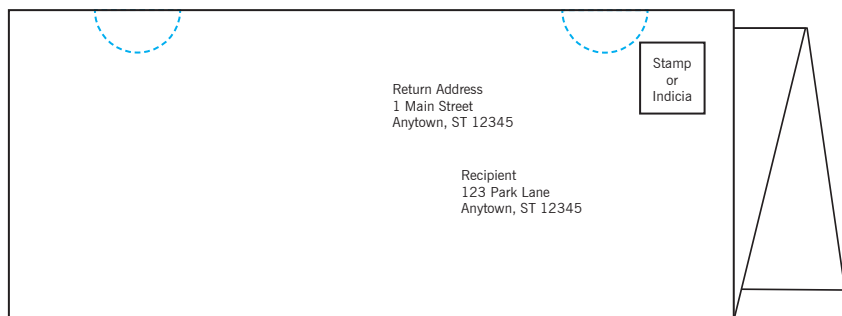 Stamp
or
Indicia
Return Address
1 Main Street
Anytown, ST 12345
Recipient
123 Park Lane
Anytown, ST 12345